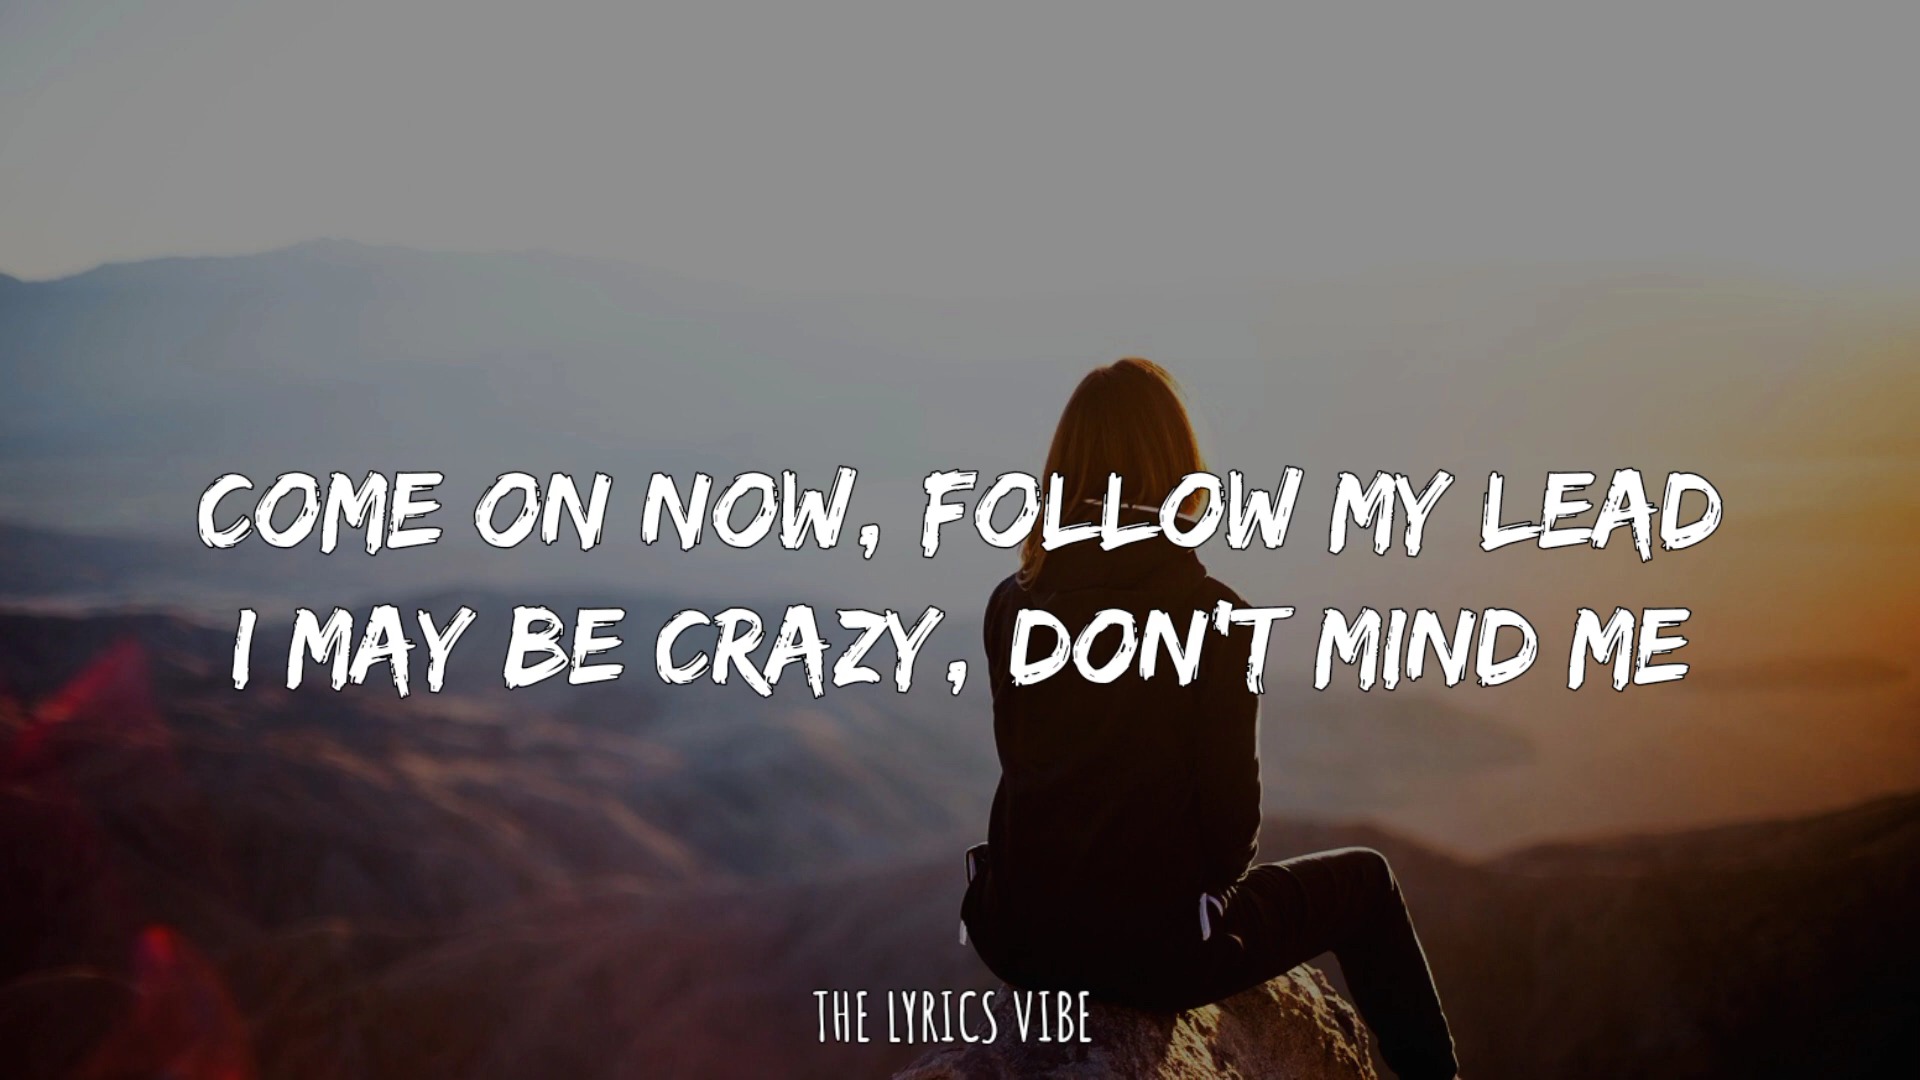 COME ON NOW, FOLLOW MY LEAD
I MAY BE CRAZY, DON'T MIND ME
THE LYRICS VIBE